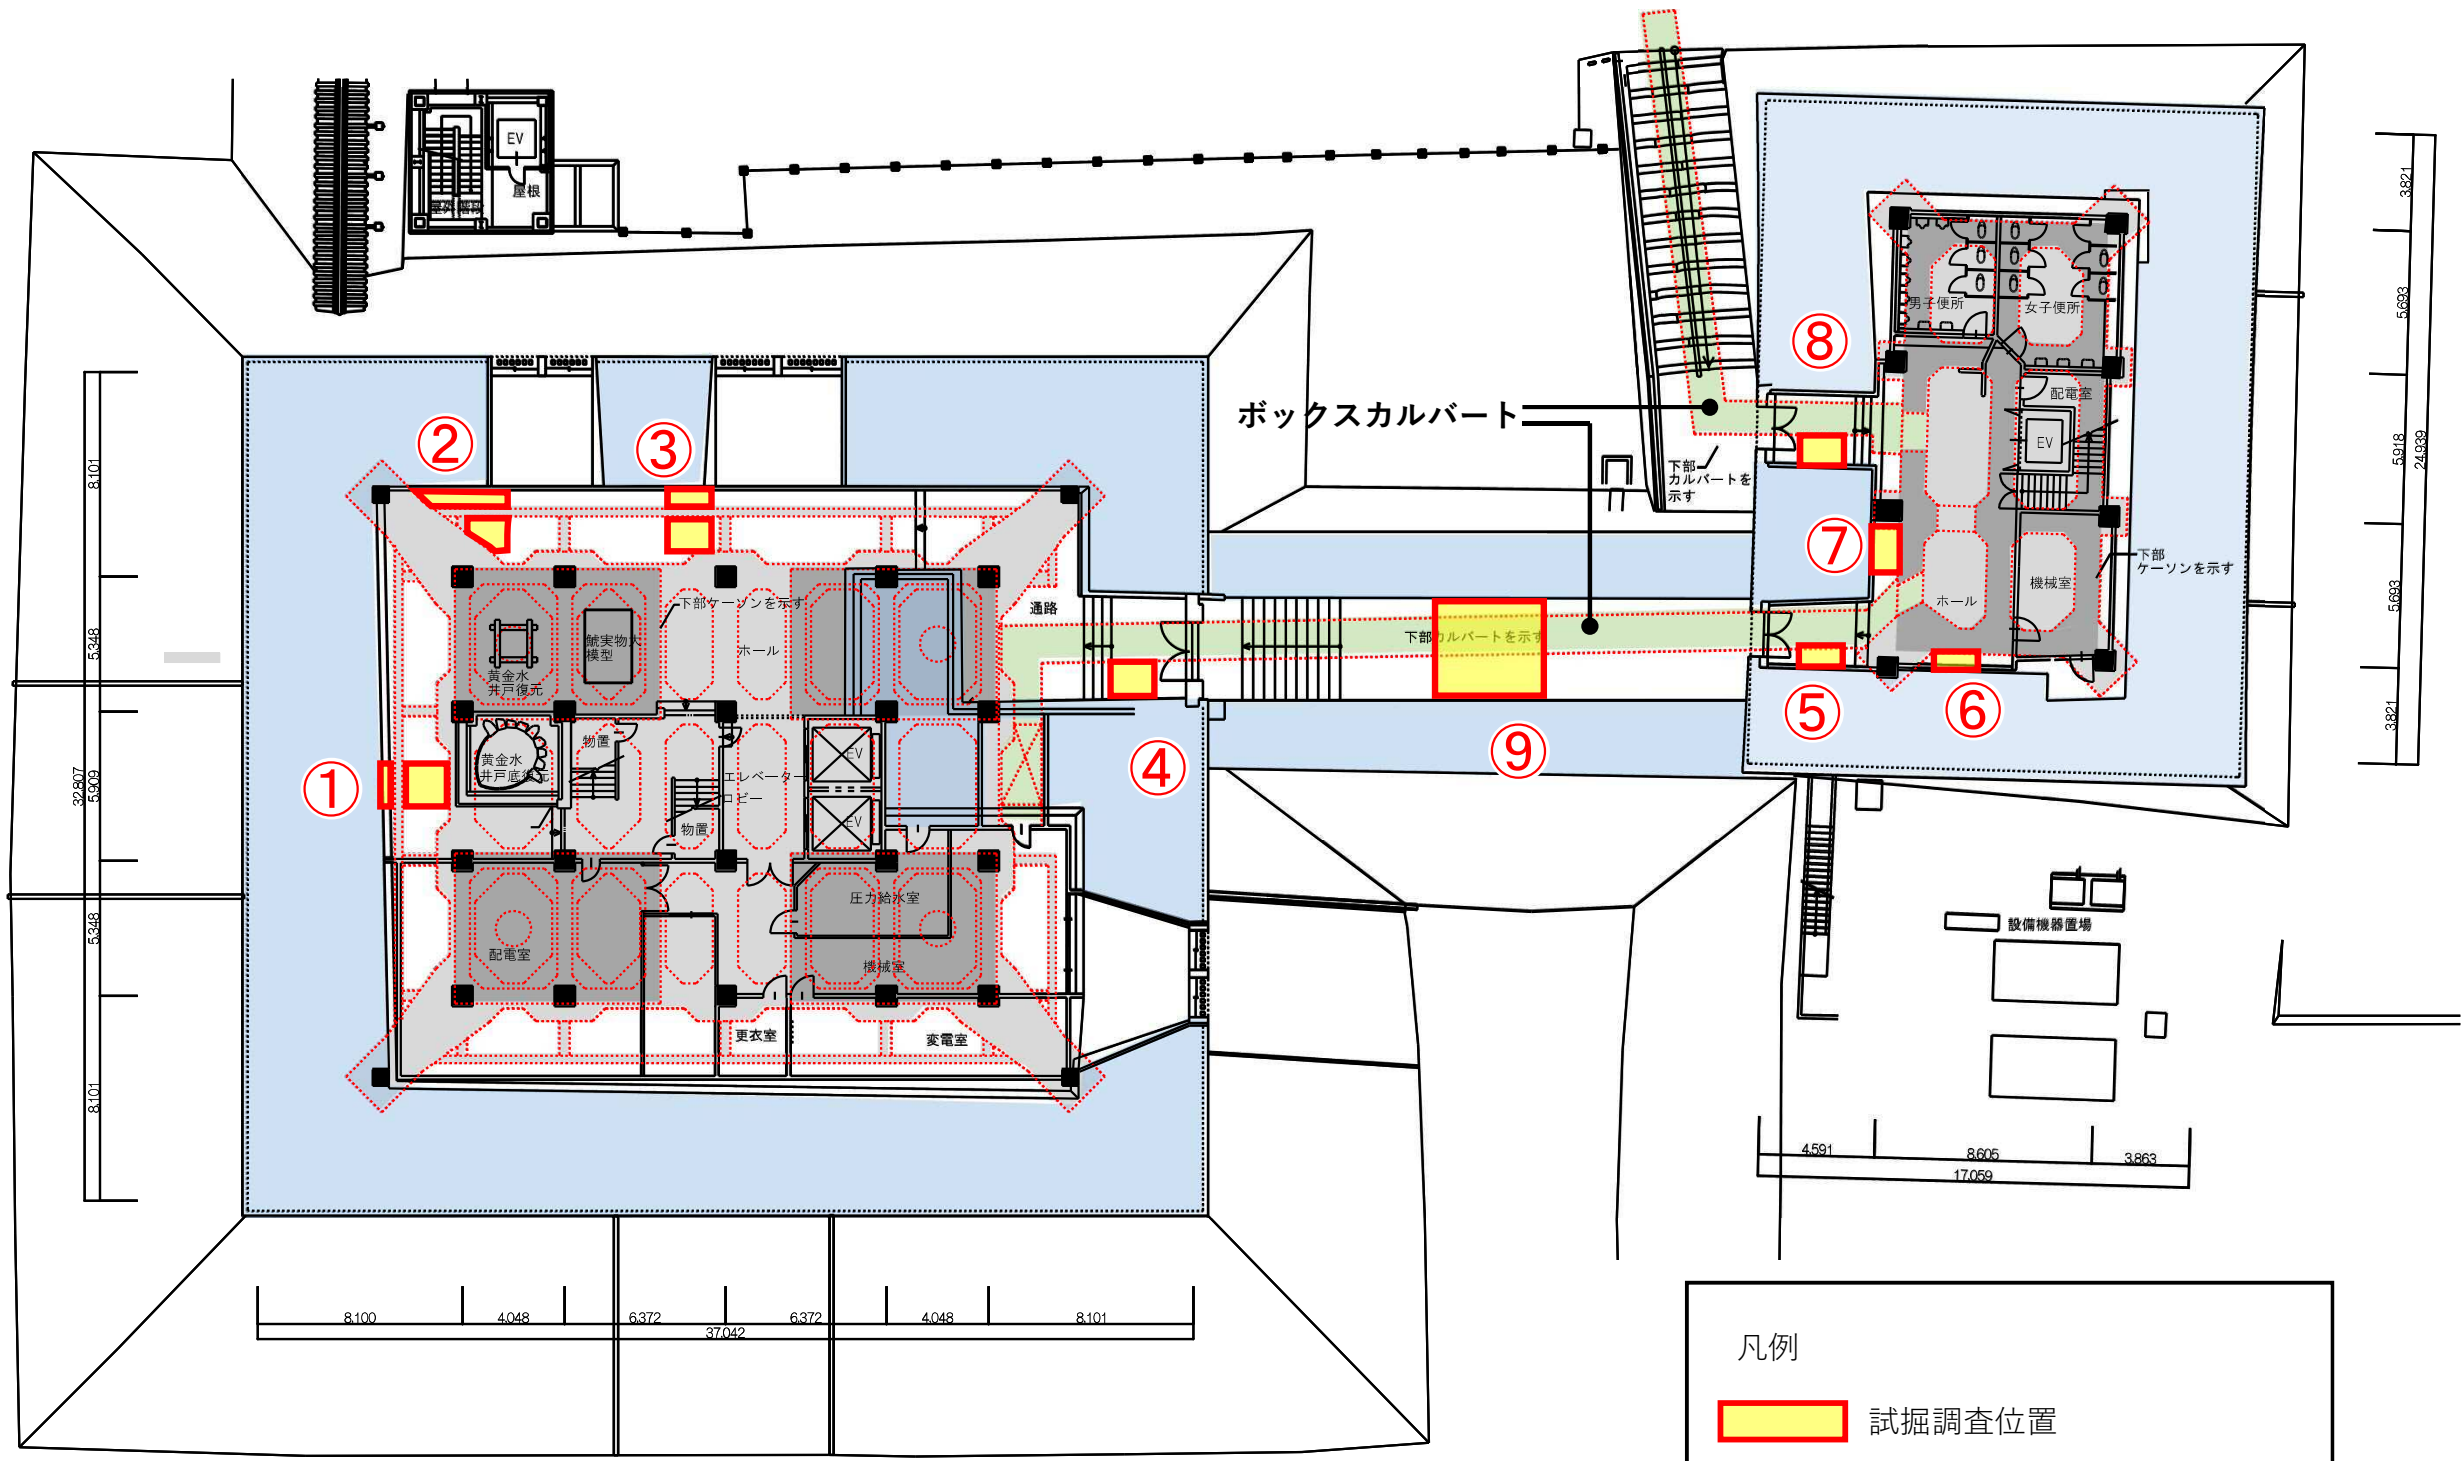 EV
屋根
屋外階段
3.821
5.693
5.918
24.939
5.693
3.821
男子便所
女子便所
⑧
配電室
EV
ボックスカルバート
下部
カルバートを
示す
②
③
⑦
下部
ケーソンを示す
機械室
ホール
8.101
5.348
5.909
32.807
5.348
8.101
下部ケーソンを示す
通路
鯱実物大
模型
ホール
下部カルバートを示す
黄金水
井戸復元
⑤
⑥
物置
黄金水
井戸底復元
EV
④
⑨
①
エレベーター
ロビー
物置
EV
圧力給水室
設備機器置場
配電室
機械室
更衣室
変電室
4.591
8.605
3.863
17.059
8.100
4.048
6.372
6.372
4.048
8.101
37.042
凡例
試掘調査位置